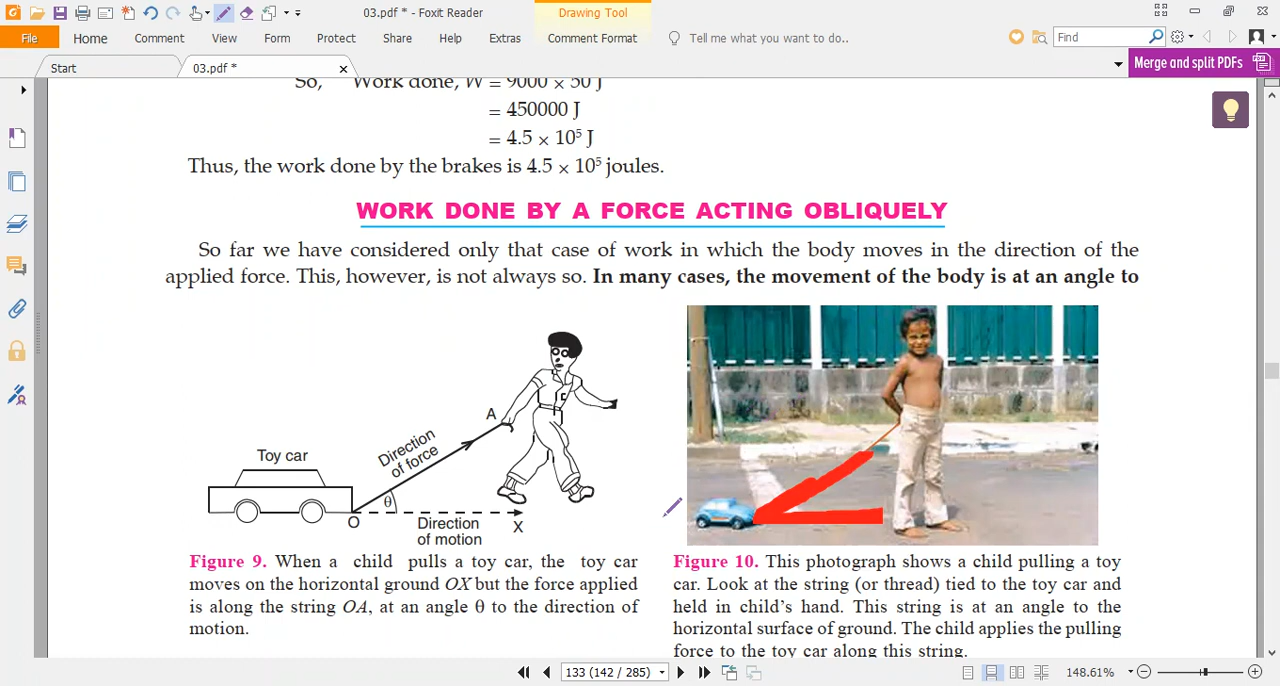 03.pdf * - Foxit Reader
Drawing Tool
File Home Comment View Form Protect Share Help Extras Comment Format Tell me what you want to do.. Find
Start 03.pdf * Merge and split PDFs
So, Work done, W = 9000 × 50 J
= 450000 J
= 4.5 × 10⁵ J
Thus, the work done by the brakes is 4.5 × 10⁵ joules.
WORK DONE BY A FORCE ACTING OBLIQUELY
So far we have considered only that case of work in which the body moves in the direction of the
applied force. This, however, is not always so. In many cases, the movement of the body is at an angle to
A
Direction
of force
Toy car
θ
O
Direction
of motion
X
Figure 9. When a child pulls a toy car, the toy car
moves on the horizontal ground OX but the force applied
is along the string OA, at an angle θ to the direction of
motion.
Figure 10. This photograph shows a child pulling a toy
car. Look at the string (or thread) tied to the toy car and
held in child's hand. This string is at an angle to the
horizontal surface of ground. The child applies the pulling
force to the toy car along this string.
133 (142 / 285) 148.61%